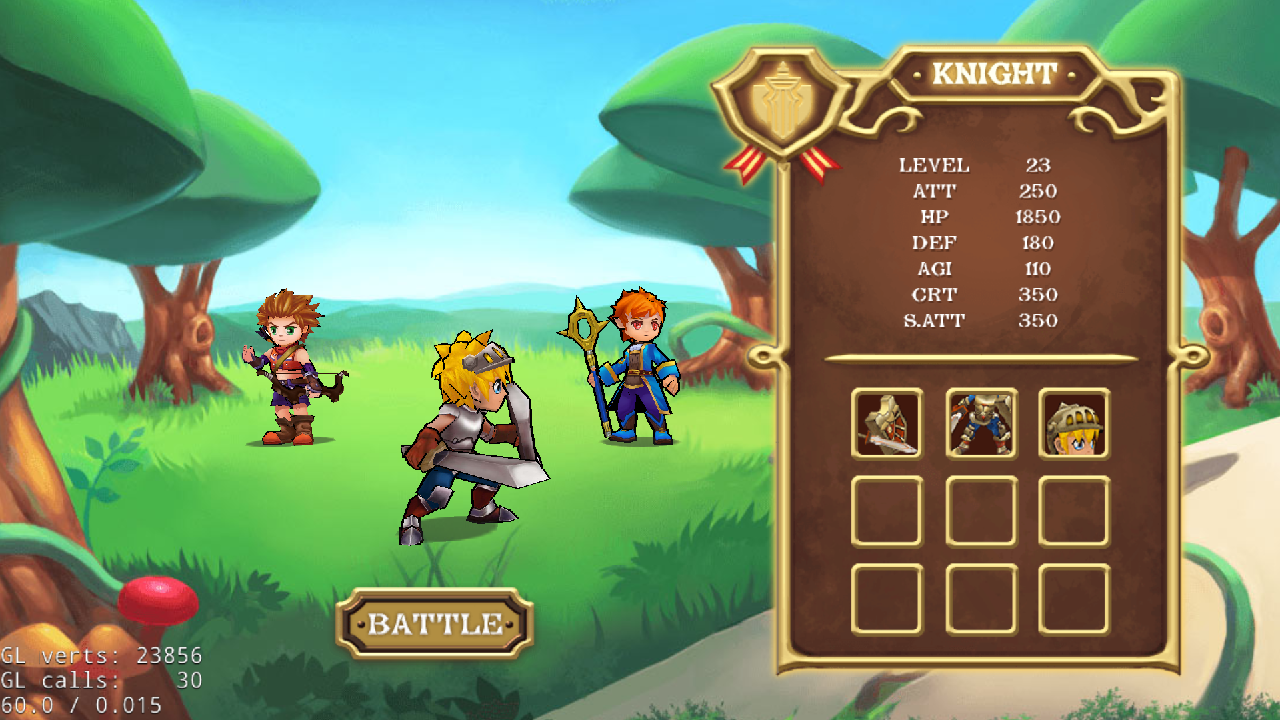 KNIGHT
LEVEL 23
ATT 250
HP 1850
DEF 180
AGI 110
CRT 350
S.ATT 350
BATTLE
GL verts: 23856
GL calls: 30
60.0 / 0.015